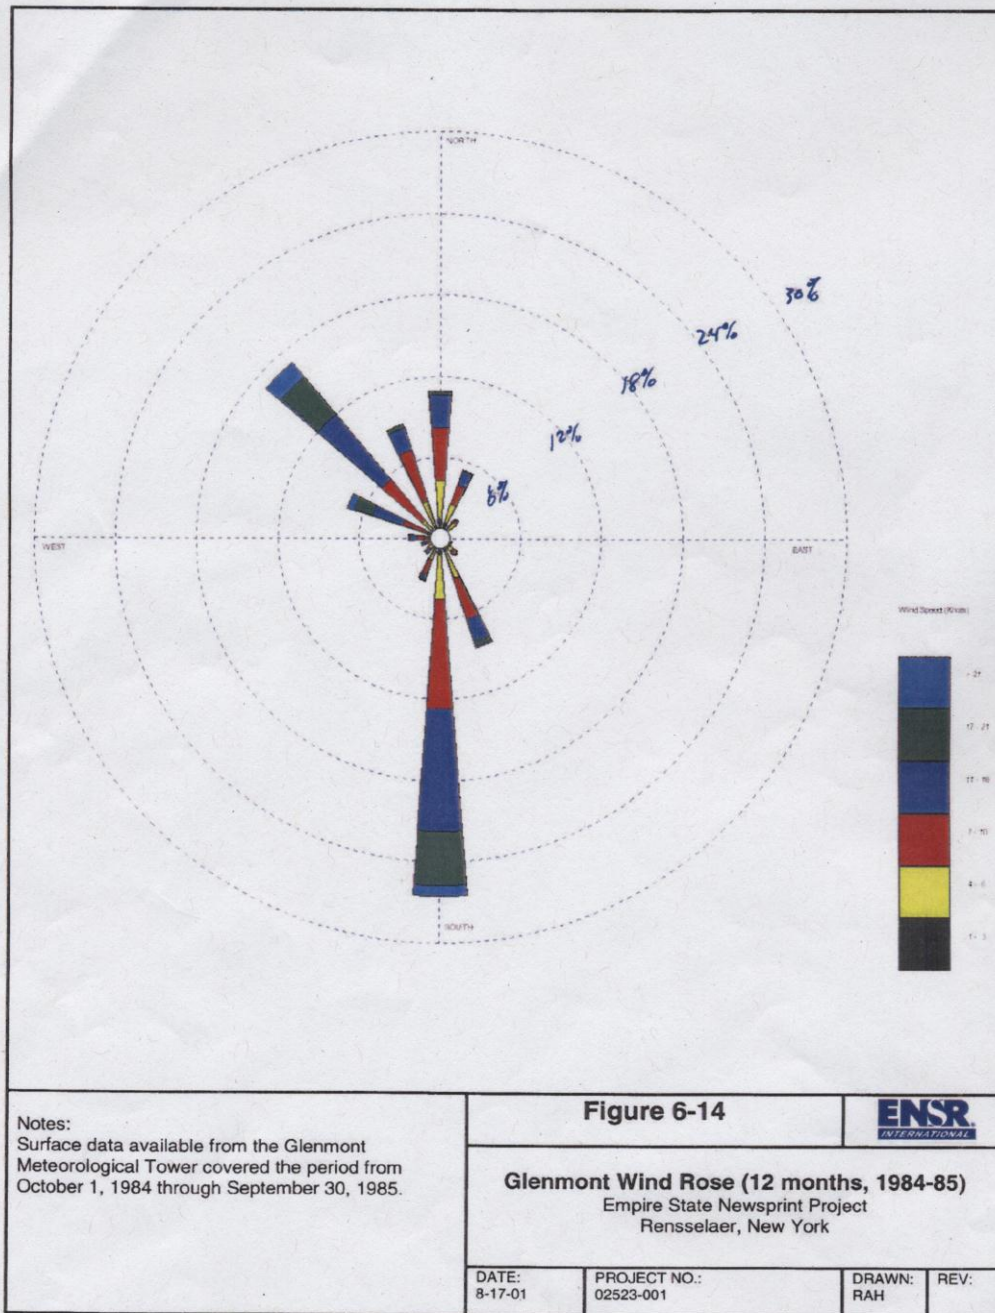 NORTH
30%
24%
18%
12%
6%
WEST
EAST
Wind Speed (Knots)
17 - 21
11 - 16
7 - 10
4 - 6
1 - 3
SOUTH
Notes:
Surface data available from the Glenmont
Meteorological Tower covered the period from
October 1, 1984 through September 30, 1985.
Figure 6-14
ENSR
INTERNATIONAL
Glenmont Wind Rose (12 months, 1984-85)
Empire State Newsprint Project
Rensselaer, New York
DATE:
8-17-01
PROJECT NO.:
02523-001
DRAWN:
RAH
REV: